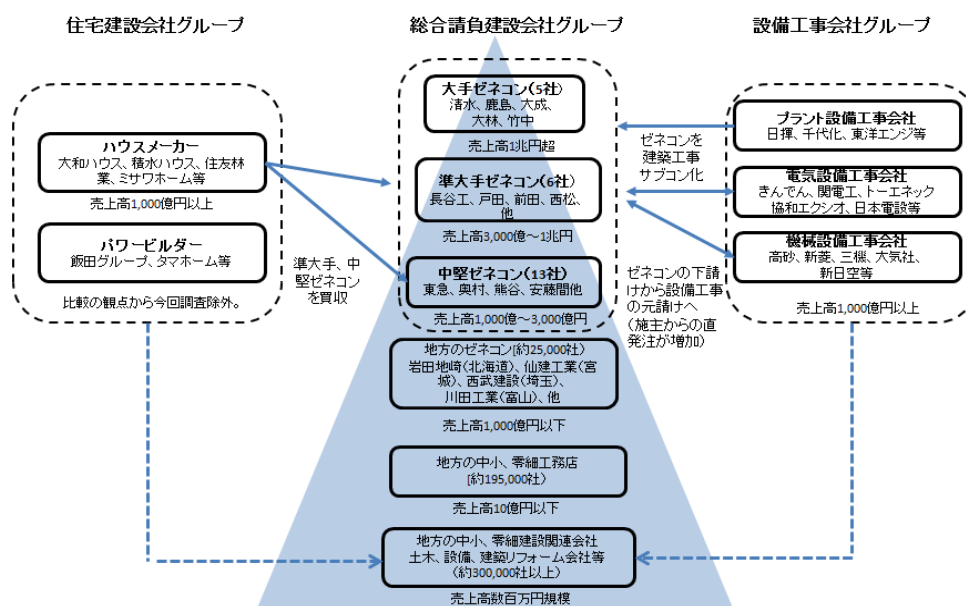 住宅建設会社グループ
総合請負建設会社グループ
設備工事会社グループ
ハウスメーカー
大和ハウス、積水ハウス、住友林
業、ミサワホーム等
売上高1,000億円以上
パワービルダー
飯田グループ、タマホーム等
比較の観点から今回調査除外。
準大手、中
堅ゼネコン
を買収
大手ゼネコン(5社)
清水、鹿島、大成、
大林、竹中
売上高1兆円超
準大手ゼネコン(6社)
長谷工、戸田、前田、西松、
他
売上高3,000億～1兆円
中堅ゼネコン(13社)
東急、奥村、熊谷、安藤間他
売上高1,000億～3,000億円
地方のゼネコン[約25,000社)
岩田地崎(北海道)、仙建工業(宮
城)、西武建設(埼玉)、
川田工業(富山)、他
売上高1,000億円以下
地方の中小、零細工務店
[約195,000社)
売上高10億円以下
地方の中小、零細建設関連会社
土木、設備、建築リフォーム会社等
(約300,000社以上)
売上高数百万円規模
ゼネコンを
建築工事
サブコン化
ゼネコンの下請
けから設備工事
の元請けへ
(施主からの直
発注が増加)
プラント設備工事会社
日揮、千代化、東洋エンジ等
電気設備工事会社
きんでん、関電工、トーエネック
協和エクシオ、日本電設等
機械設備工事会社
高砂、新菱、三機、大気社、
新日空等
売上高1,000億円以上